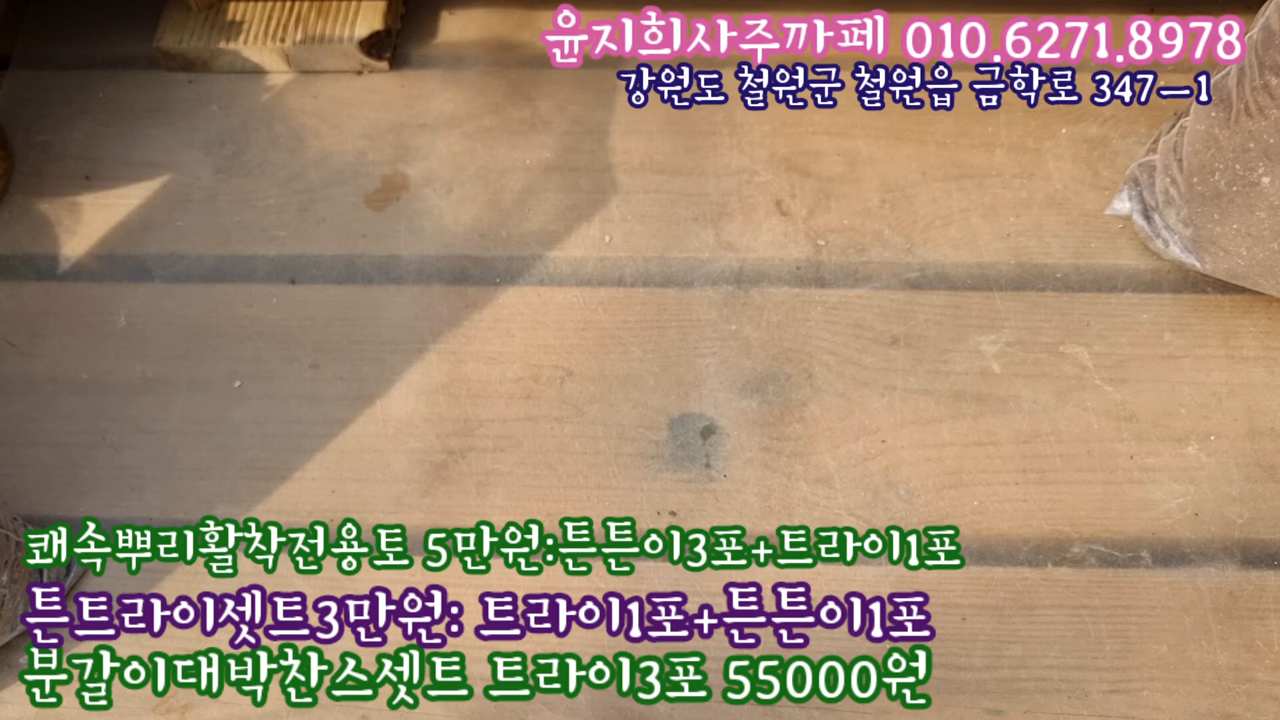 윤지희사주까페 010.6271.8978
강원도 철원군 철원읍 금학로 347-1
쾌속뿌리활착전용토 5만원:튼튼이3포+트라이1포
튼트라이셋트3만원: 트라이1포+튼튼이1포
분갈이대박찬스셋트 트라이3포 55000원